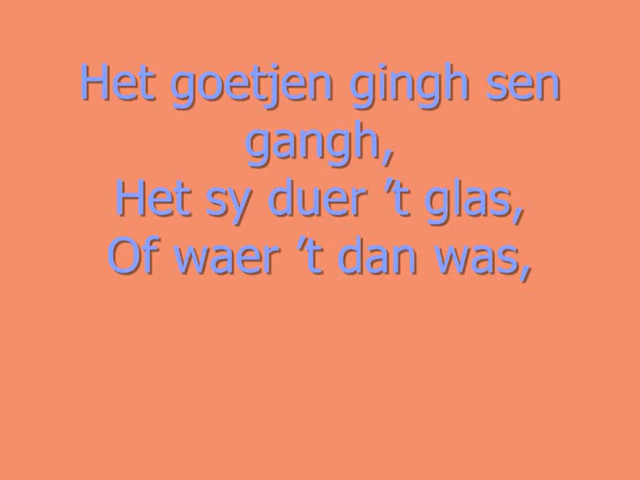 Het goetjen gingh sen
gangh,
Het sy duer ’t glas,
Of waer ’t dan was,